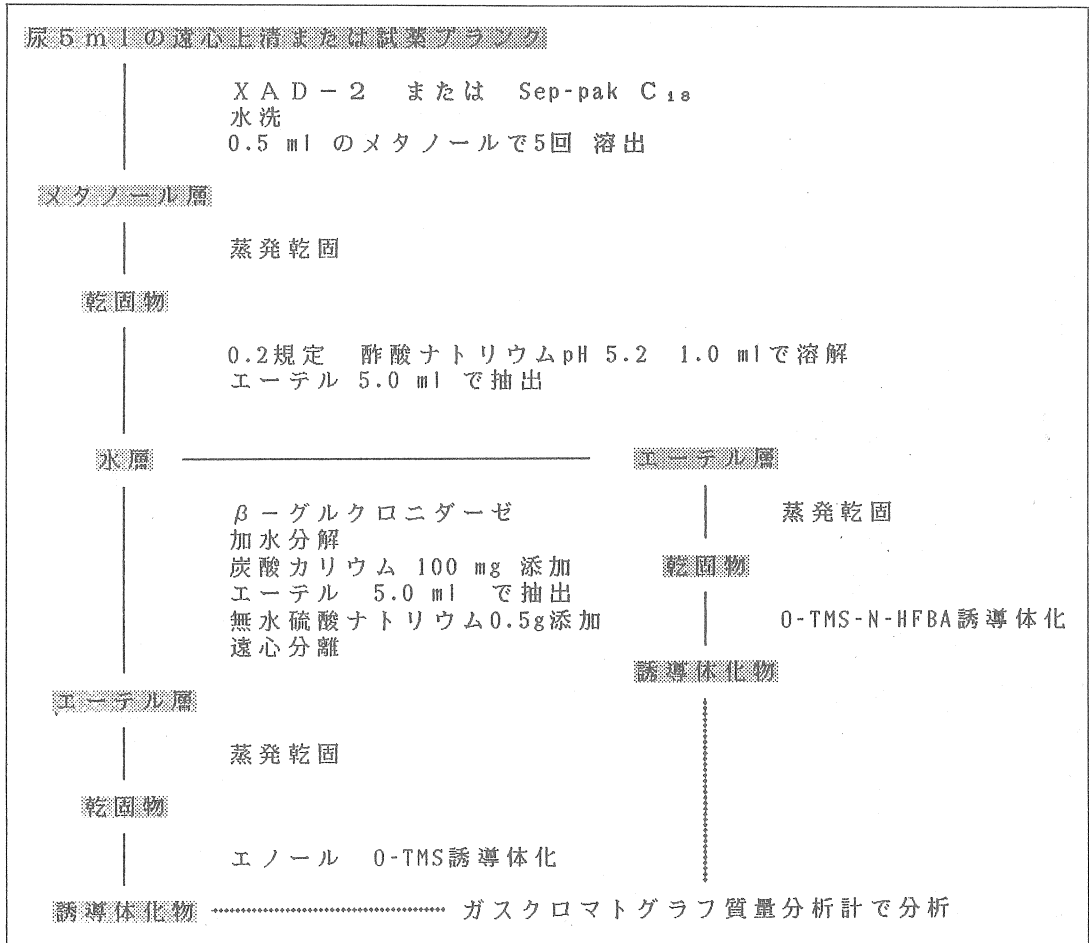 尿5mlの遠心上清または試薬ブランク
XAD-2 または Sep-pak C₁₈
水洗
0.5 ml のメタノールで5回 溶出
メタノール層
蒸発乾固
乾固物
0.2規定 酢酸ナトリウムpH 5.2 1.0 mlで溶解
エーテル 5.0 ml で抽出
水層
エーテル層
β-グルクロニダーゼ
加水分解
炭酸カリウム 100 mg 添加
エーテル 5.0 ml で抽出
無水硫酸ナトリウム0.5g添加
遠心分離
蒸発乾固
乾固物
O-TMS-N-HFBA誘導体化
誘導体化物
エーテル層
蒸発乾固
乾固物
エノール O-TMS誘導体化
誘導体化物
ガスクロマトグラフ質量分析計で分析